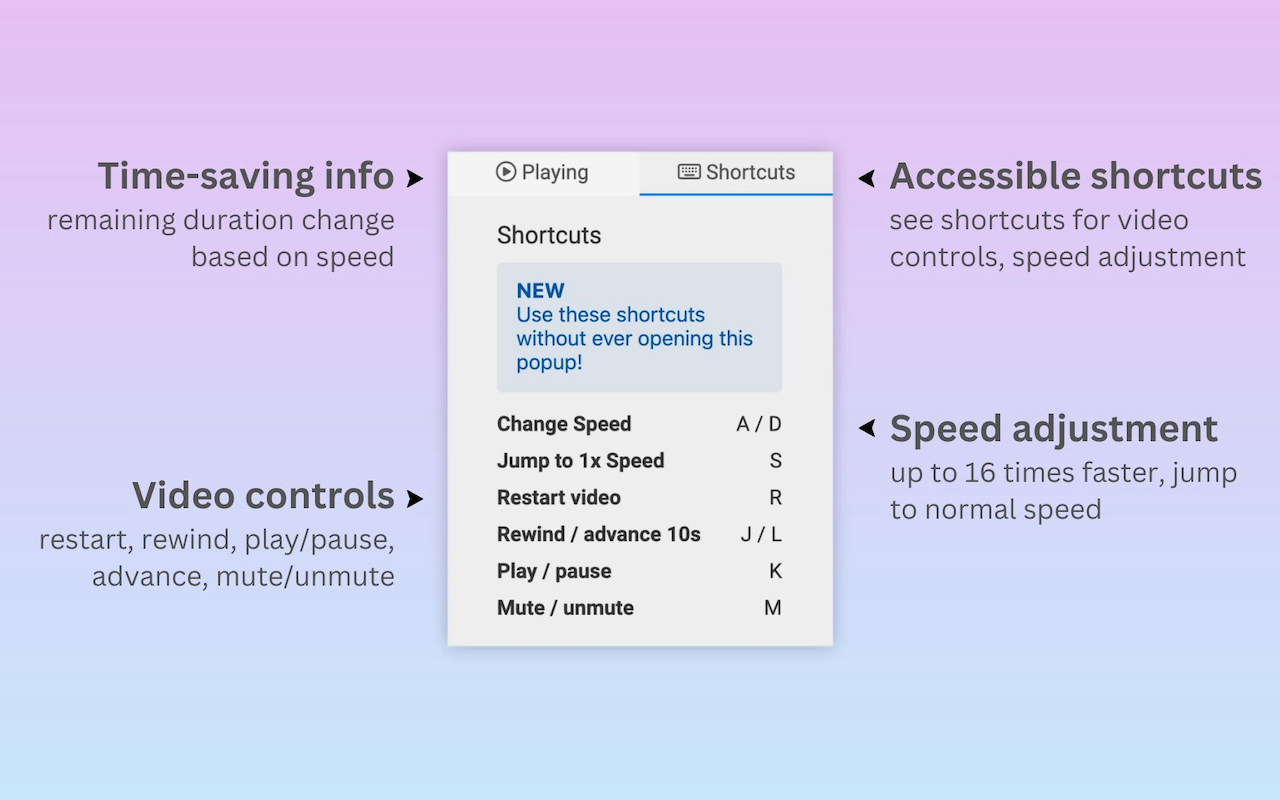 Time-saving info
remaining duration change
based on speed
Video controls
restart, rewind, play/pause,
advance, mute/unmute
Playing
Shortcuts
Shortcuts
NEW
Use these shortcuts
without ever opening this
popup!
Change Speed A / D
Jump to 1x Speed S
Restart video R
Rewind / advance 10s J / L
Play / pause K
Mute / unmute M
Accessible shortcuts
see shortcuts for video
controls, speed adjustment
Speed adjustment
up to 16 times faster, jump
to normal speed